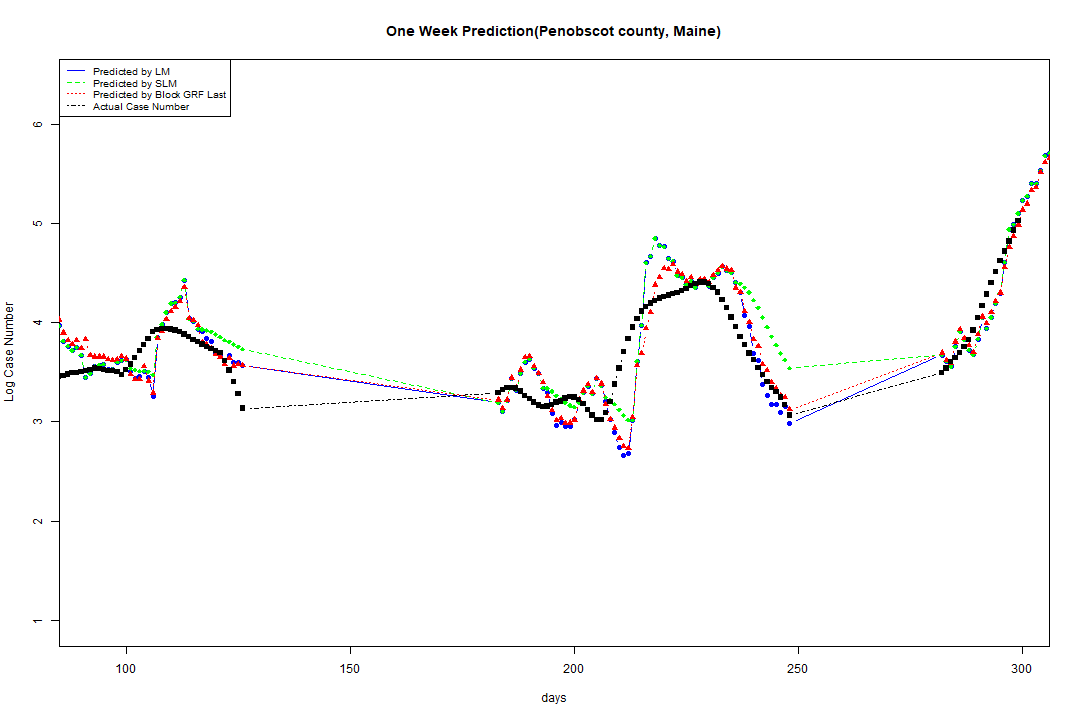 One Week Prediction(Penobscot county, Maine)
Predicted by LM
Predicted by SLM
Predicted by Block GRF Last
Actual Case Number
6
5
4
3
2
1
Log Case Number
100 150 200 250 300
days